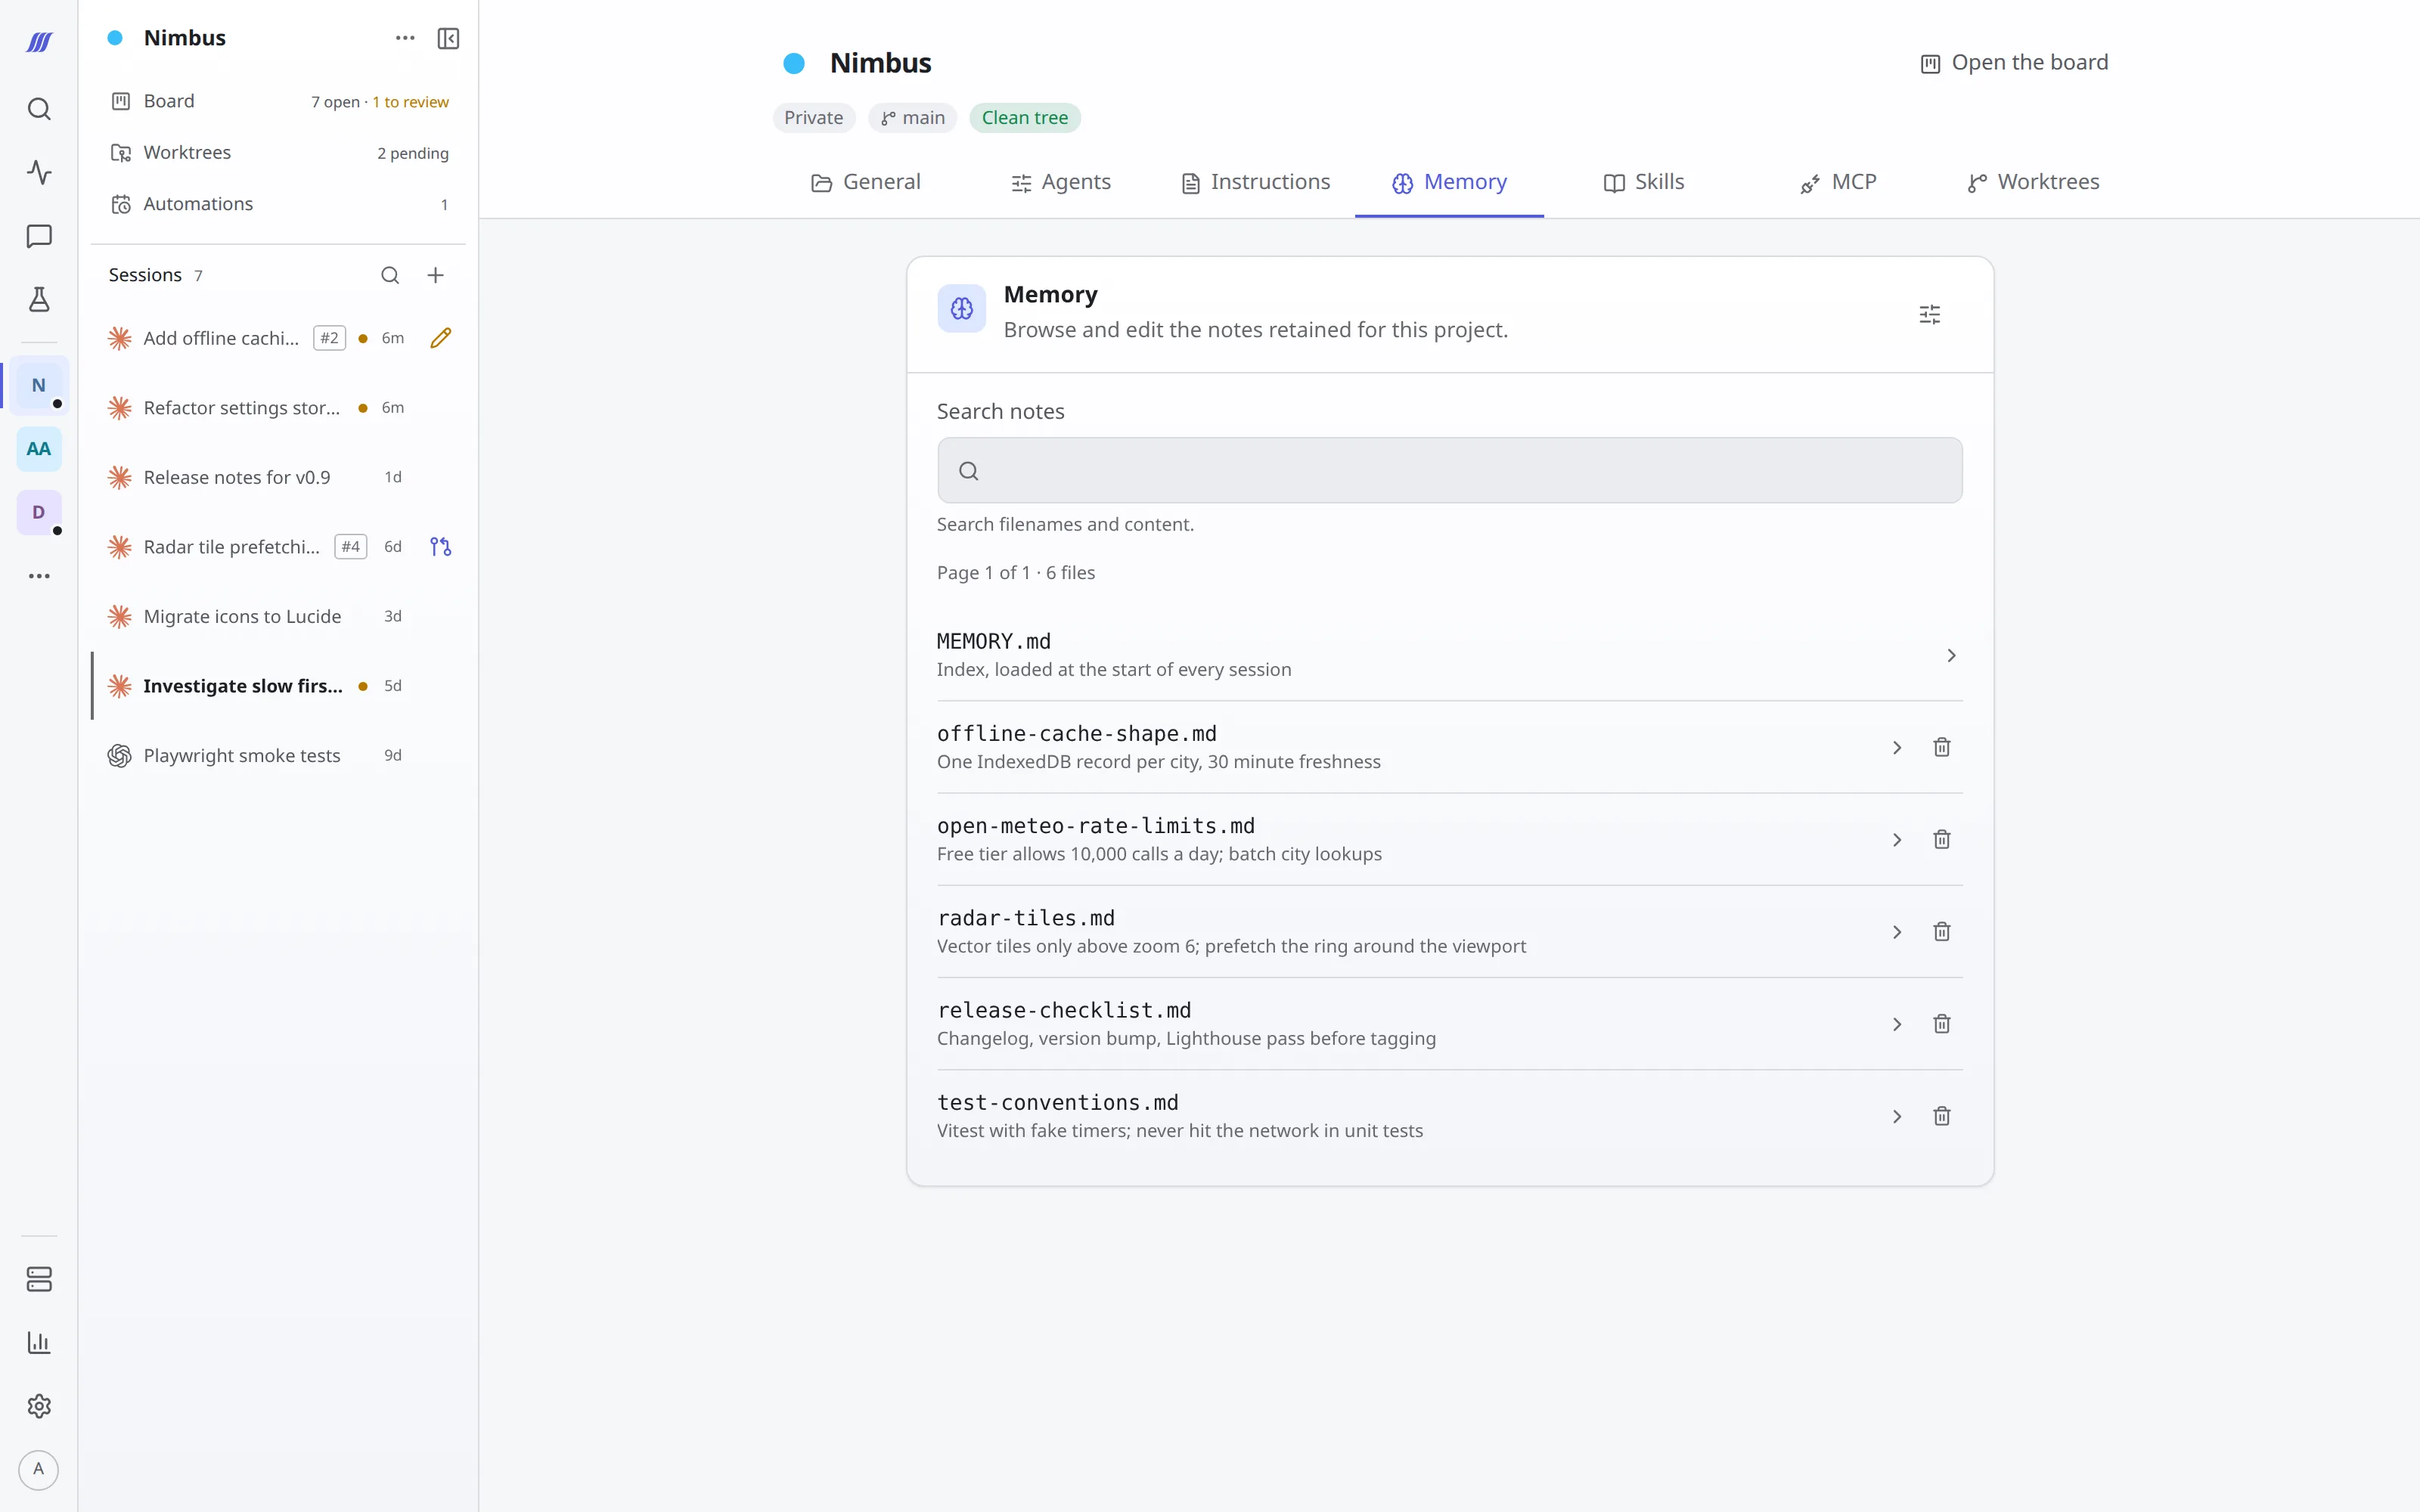 Nimbus
Board 7 open · 1 to review
Worktrees 2 pending
Automations 1
Sessions 7
Add offline cachi... #2 6m
Refactor settings stor... 6m
Release notes for v0.9 1d
Radar tile prefetchi... #4 6d
Migrate icons to Lucide 3d
Investigate slow firs... 5d
Playwright smoke tests 9d
N
AA
D
A
Nimbus
Open the board
Private main Clean tree
General Agents Instructions Memory Skills MCP Worktrees
Memory
Browse and edit the notes retained for this project.
Search notes
Search filenames and content.
Page 1 of 1 · 6 files
MEMORY.md
Index, loaded at the start of every session
offline-cache-shape.md
One IndexedDB record per city, 30 minute freshness
open-meteo-rate-limits.md
Free tier allows 10,000 calls a day; batch city lookups
radar-tiles.md
Vector tiles only above zoom 6; prefetch the ring around the viewport
release-checklist.md
Changelog, version bump, Lighthouse pass before tagging
test-conventions.md
Vitest with fake timers; never hit the network in unit tests